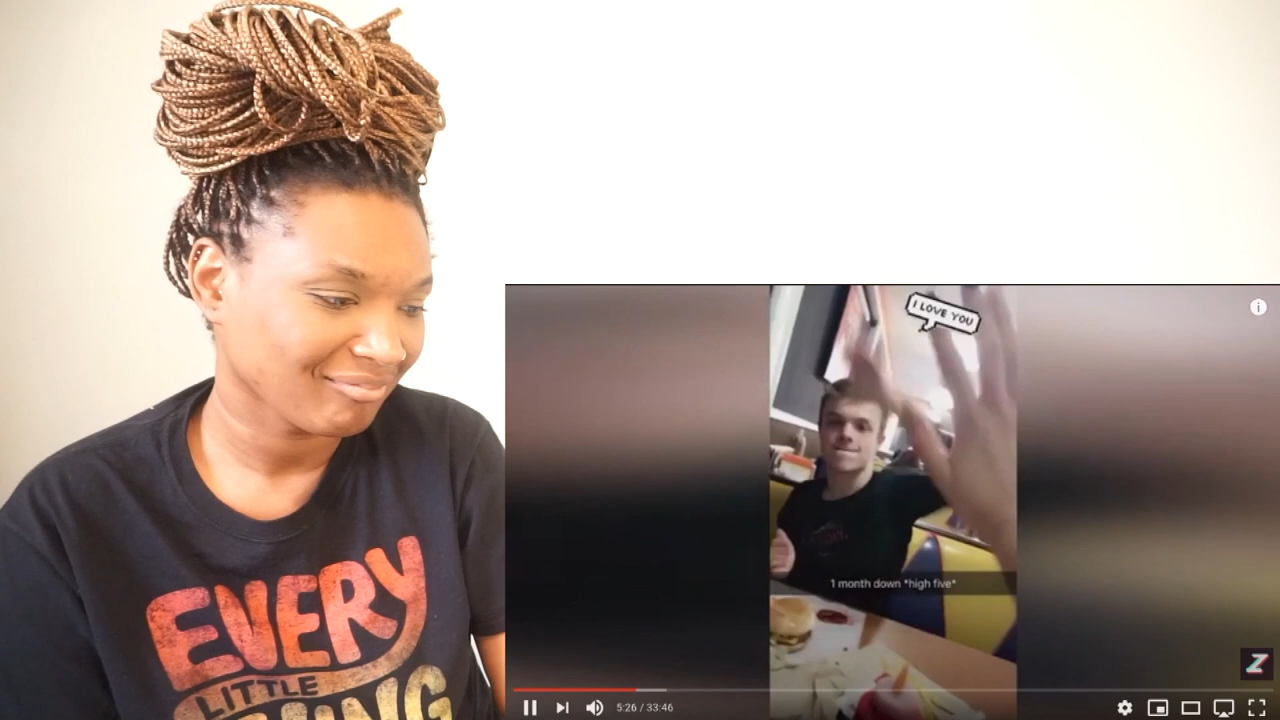 I LOVE YOU
1 month down *high five*
EVERY
LITTLE
Z
5:26 / 33:46